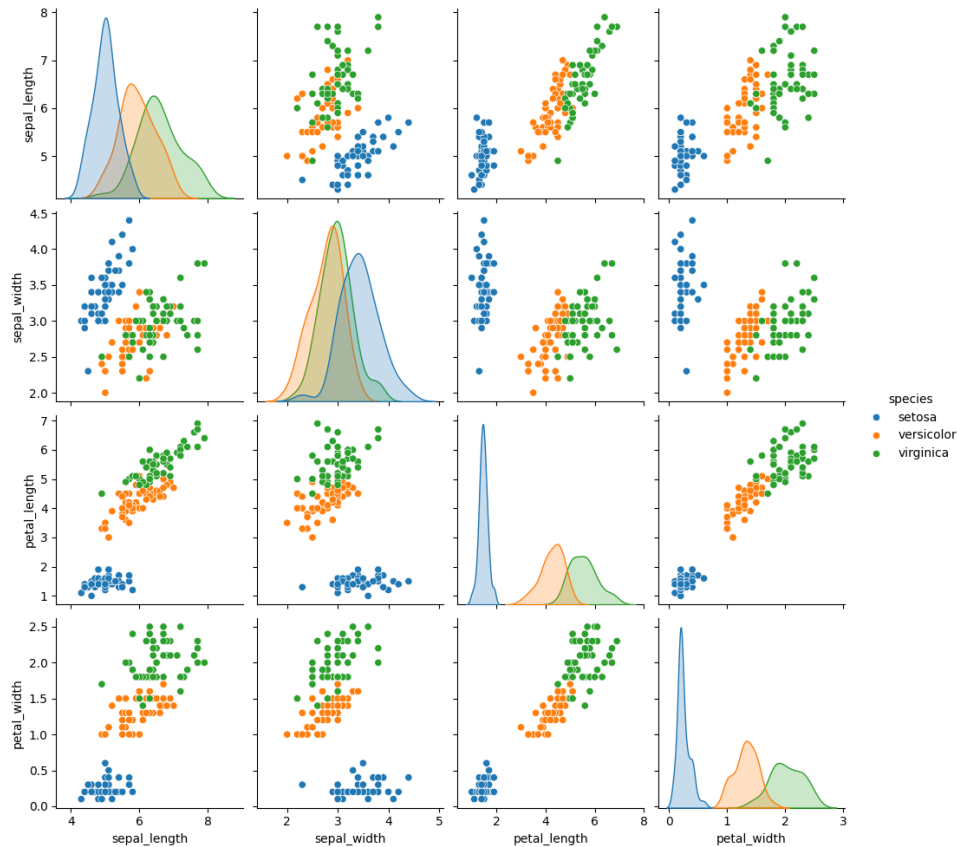 8
7
6
5
sepal_length
4.5
4.0
3.5
3.0
2.5
2.0
sepal_width
species
setosa
versicolor
virginica
7
6
5
4
3
2
1
petal_length
2.5
2.0
1.5
1.0
0.5
0.0
petal_width
4 6 8
sepal_length
2 3 4 5
sepal_width
2 4 6 8
petal_length
0 1 2 3
petal_width